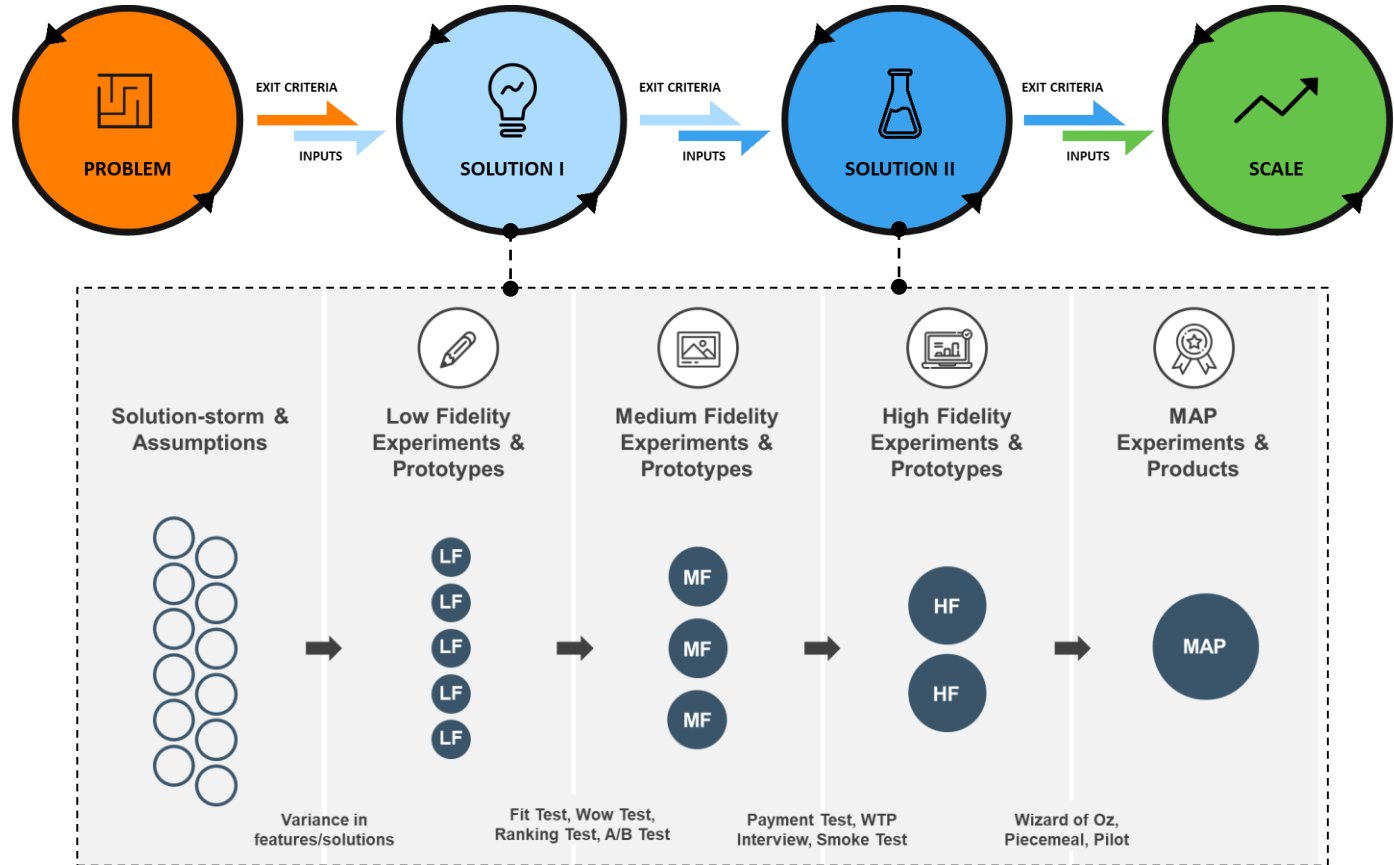 PROBLEM
EXIT CRITERIA
INPUTS
SOLUTION I
EXIT CRITERIA
INPUTS
SOLUTION II
EXIT CRITERIA
INPUTS
SCALE
Solution-storm &
Assumptions
Low Fidelity
Experiments &
Prototypes
Medium Fidelity
Experiments &
Prototypes
High Fidelity
Experiments &
Prototypes
MAP
Experiments &
Products
LF
LF
LF
LF
LF
MF
MF
MF
HF
HF
MAP
Variance in
features/solutions
Fit Test, Wow Test,
Ranking Test, A/B Test
Payment Test, WTP
Interview, Smoke Test
Wizard of Oz,
Piecemeal, Pilot